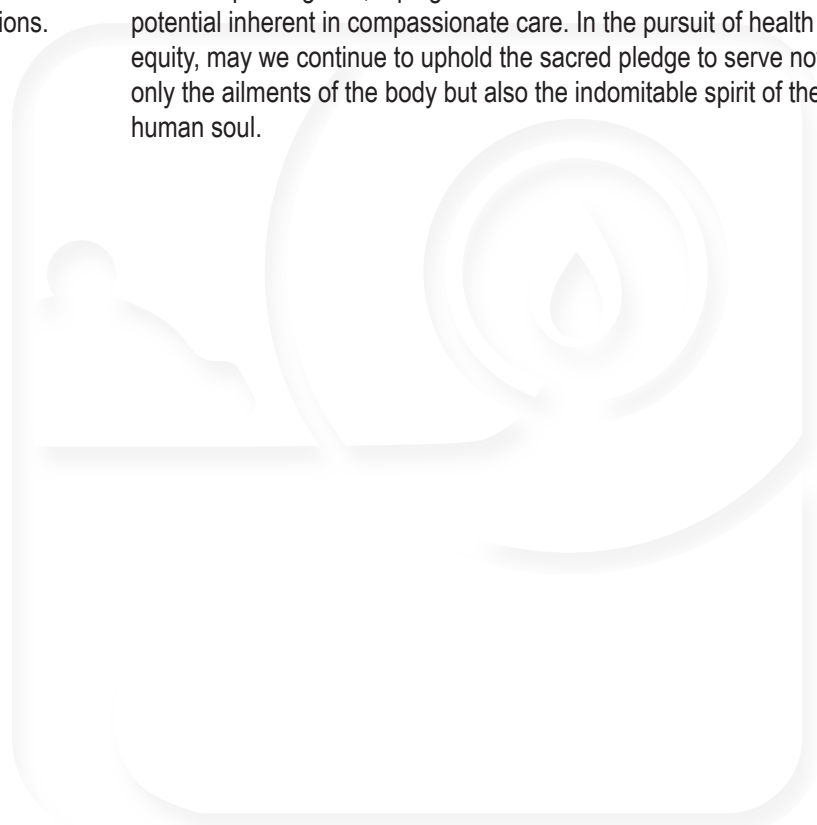 ions.
potential inherent in compassionate care. In the pursuit of health
equity, may we continue to uphold the sacred pledge to serve no
only the ailments of the body but also the indomitable spirit of the
human soul.